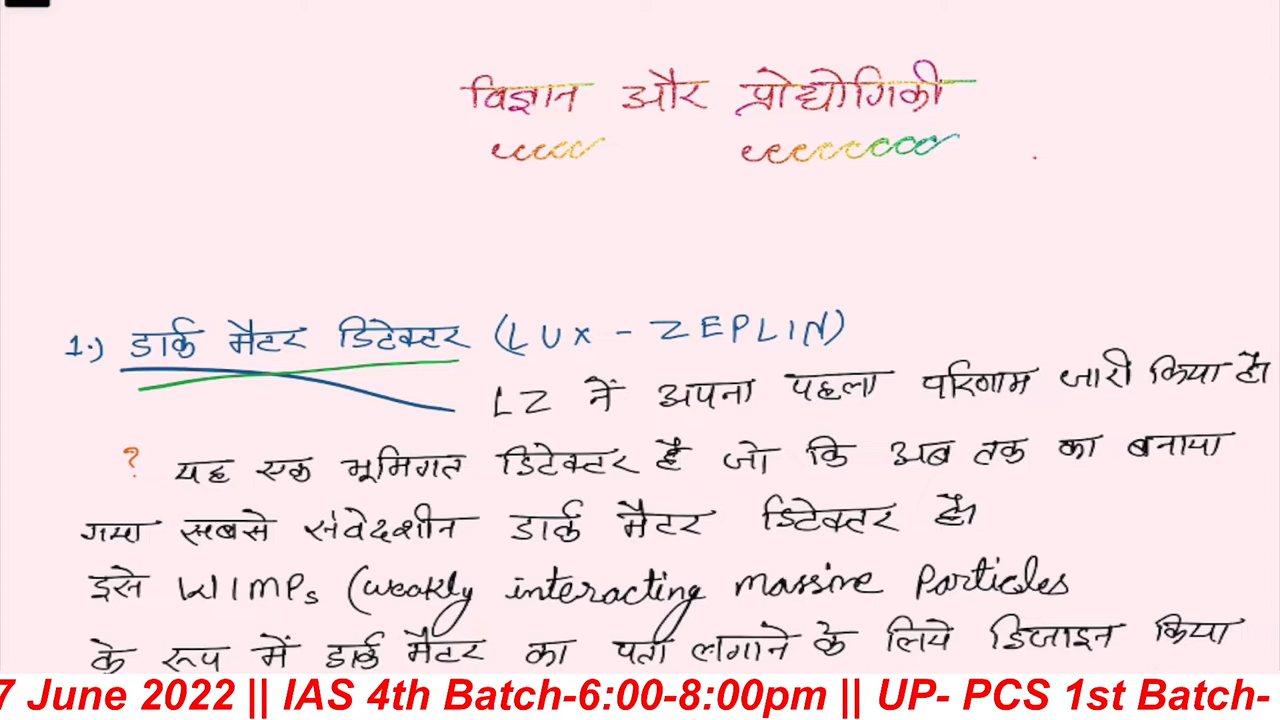 विज्ञान और प्रोद्योगिकी
1.) डार्क मैटर डिटेक्टर (LUX - ZEPLIN)
LZ नें अपना पहला परिणाम जारी किया है।
? यह एक भूमिगत डिटेक्टर है जो कि अब तक का बनाया
गया सबसे संवेदशीन डार्क मैटर डिटेक्टर है।
इसे WIMPs (weakly interacting massive Particles
के रूप में डार्क मैटर का पता लगाने के लिये डिजाइन किया
7 June 2022 || IAS 4th Batch-6:00-8:00pm || UP- PCS 1st Batch-